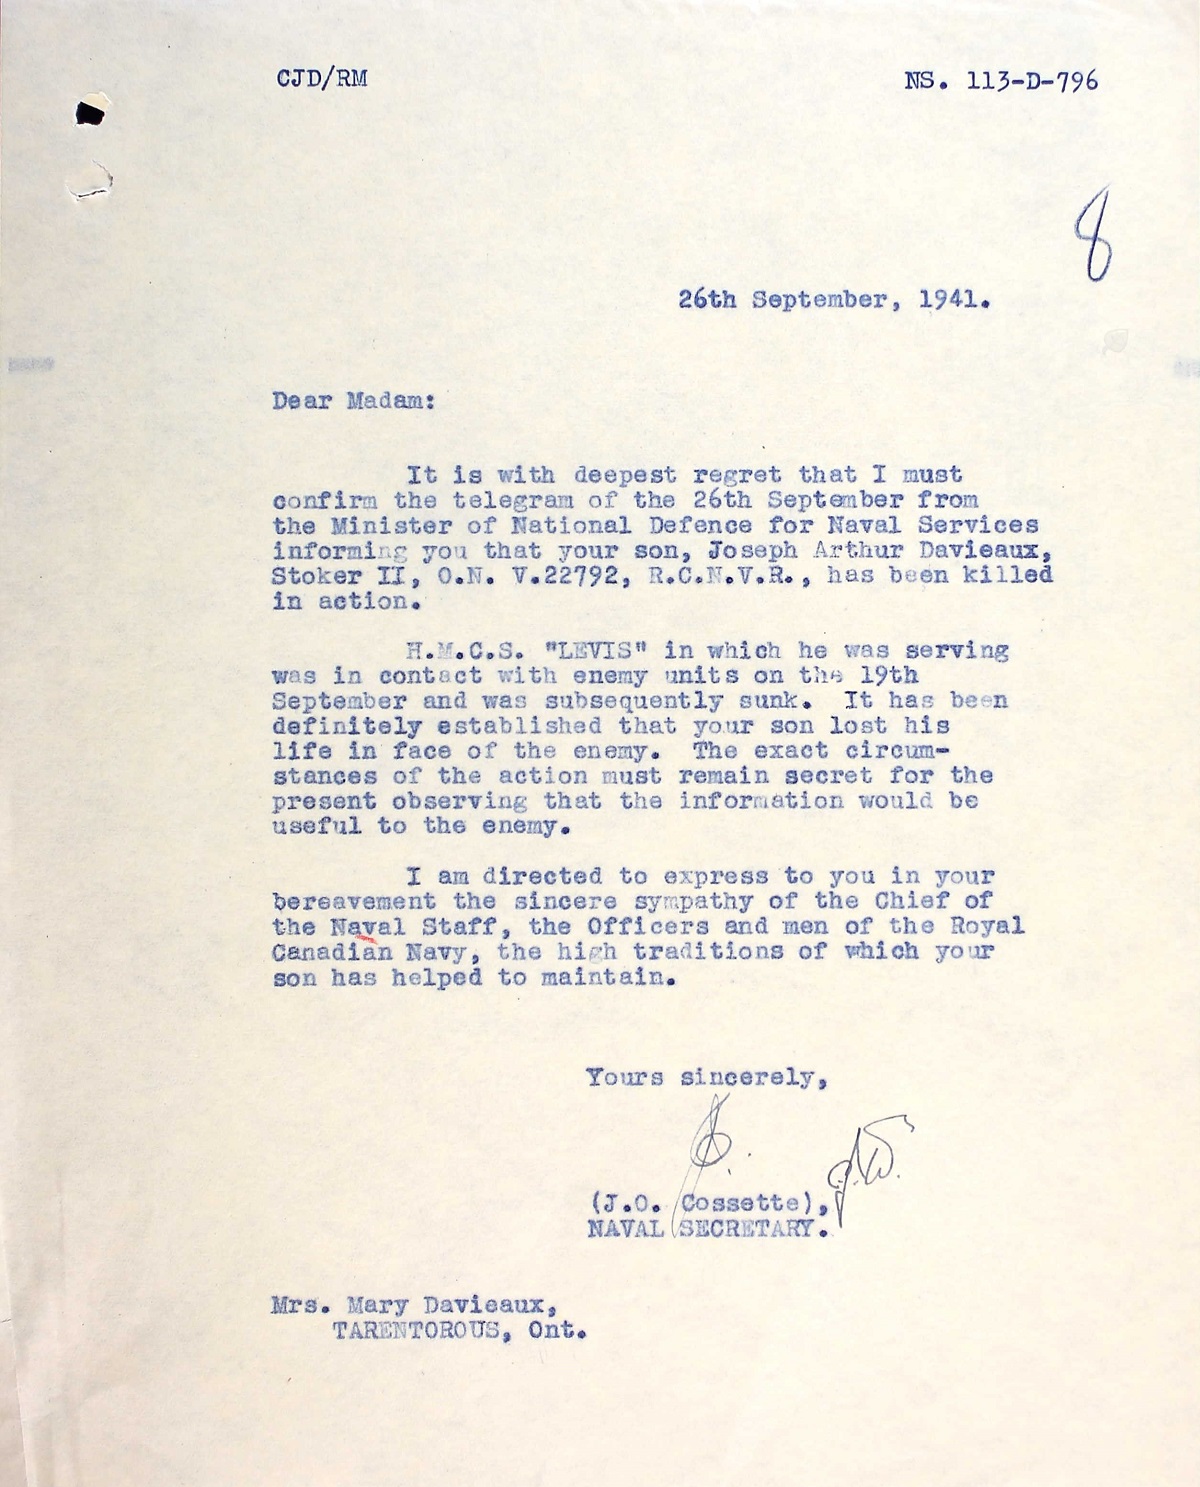 CJD/RM NS. 113-D-796
8
26th September, 1941.
Dear Madam:
It is with deepest regret that I must
confirm the telegram of the 26th September from
the Minister of National Defence for Naval Services
informing you that your son, Joseph Arthur Davieaux,
Stoker II, O.N. V.22792, R.C.N.V.R., has been killed
in action.
H.M.C.S. "LEVIS" in which he was serving
was in contact with enemy units on the 19th
September and was subsequently sunk. It has been
definitely established that your son lost his
life in face of the enemy. The exact circum-
stances of the action must remain secret for the
present observing that the information would be
useful to the enemy.
I am directed to express to you in your
bereavement the sincere sympathy of the Chief of
the Naval Staff, the Officers and men of the Royal
Canadian Navy, the high traditions of which your
son has helped to maintain.
Yours sincerely,
(J.O. Cossette),
NAVAL SECRETARY.
Mrs. Mary Davieaux,
TARENTOROUS, Ont.